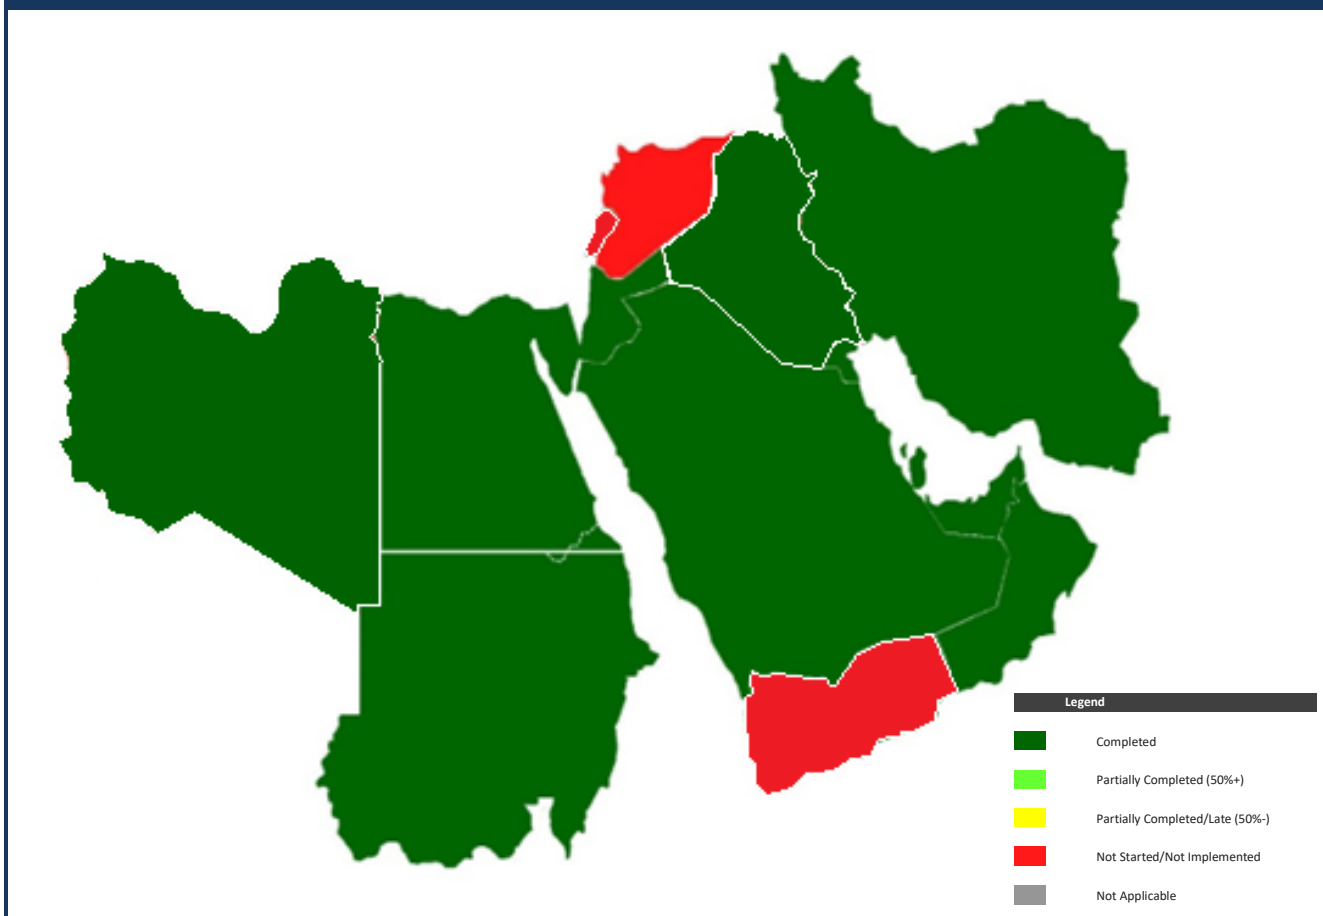 Legend
Completed
Partially Completed (50%+)
Partially Completed/Late (50%-)
Not Started/Not Implemented
Not Applicable